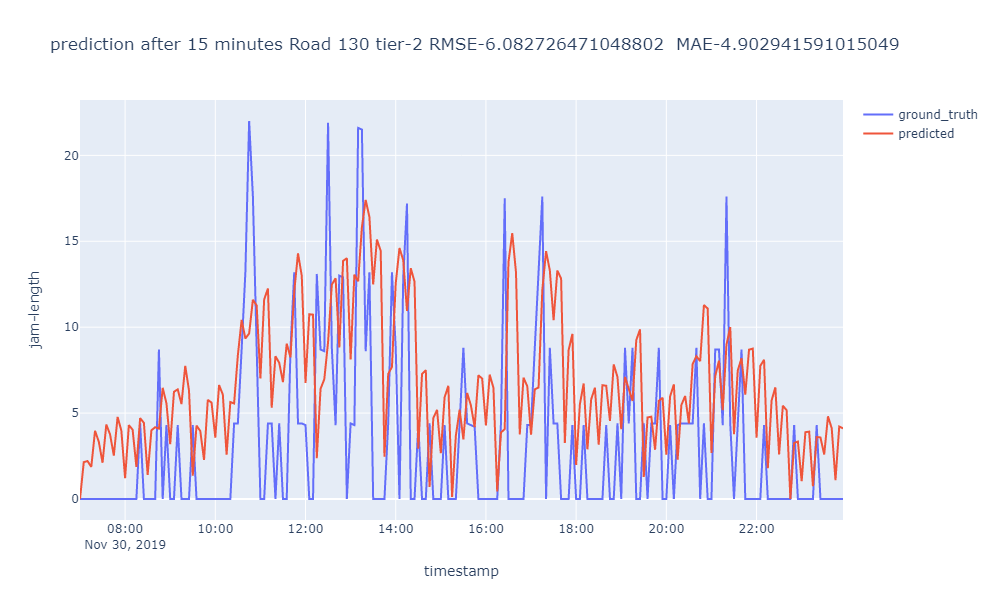 prediction after 15 minutes Road 130 tier-2 RMSE-6.082726471048802  MAE-4.902941591015049
ground_truth
predicted
20
15
10
5
0
jam-length
08:00
10:00
12:00
14:00
16:00
18:00
20:00
22:00
Nov 30, 2019
timestamp